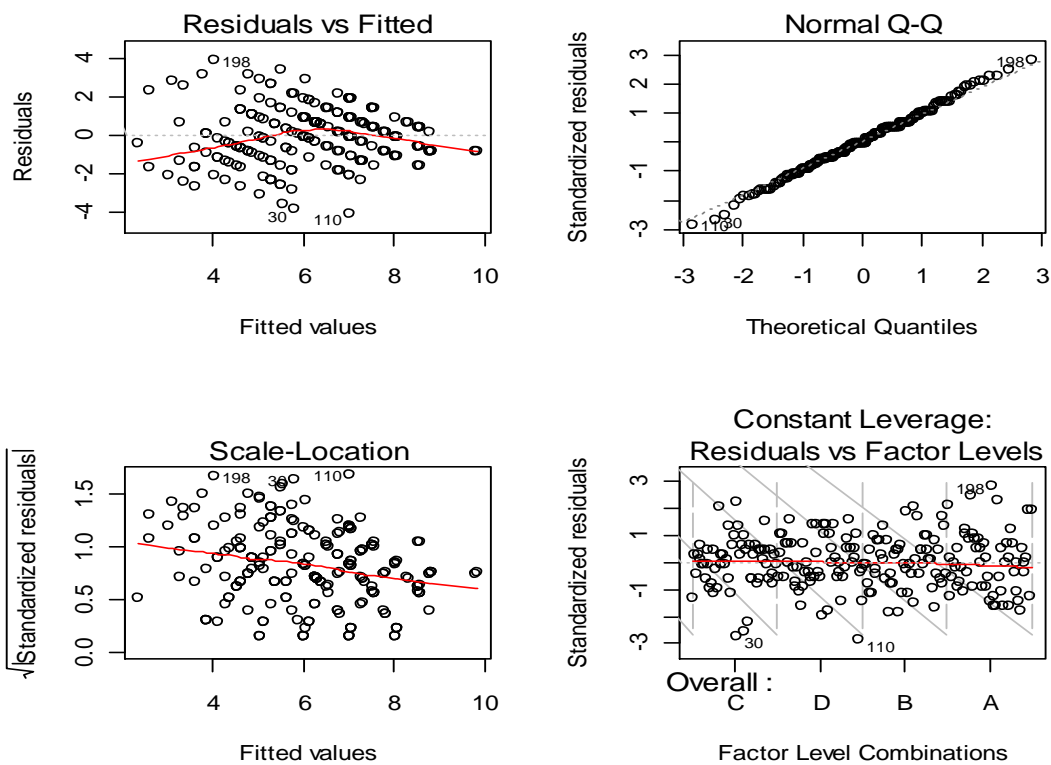 Residuals vs Fitted
Residuals
4
2
0
-2
-4
198
30
110
4 6 8 10
Fitted values
Normal Q-Q
Standardized residuals
3
1
-1
-3
198
110
30
-3 -2 -1 0 1 2 3
Theoretical Quantiles
Scale-Location
√|Standardized residuals|
1.5
1.0
0.5
0.0
198
30
110
4 6 8 10
Fitted values
Constant Leverage:
Residuals vs Factor Levels
Standardized residuals
3
1
-1
-3
198
30
110
Overall :
C D B A
Factor Level Combinations